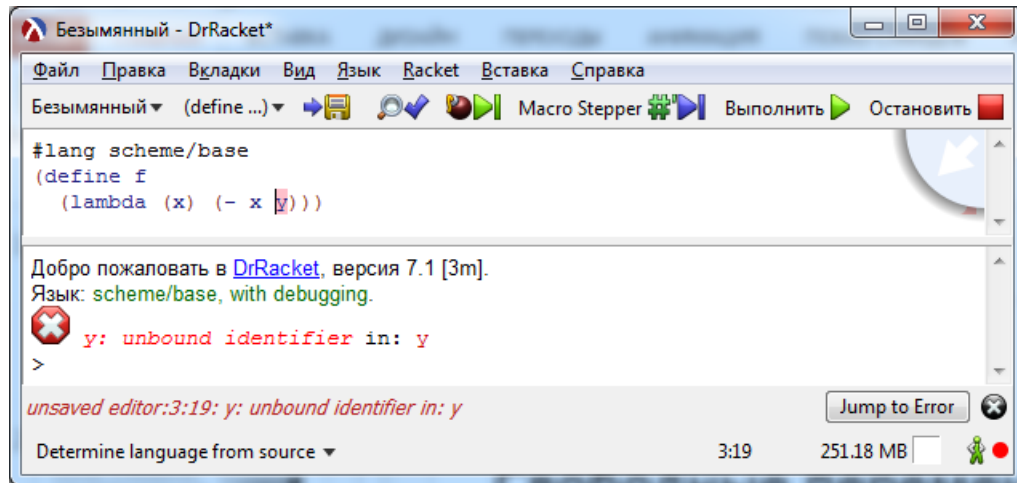 Безымянный - DrRacket*
Файл Правка Вкладки Вид Язык Racket Вставка Справка
Безымянный (define ...) Macro Stepper Выполнить Остановить
#lang scheme/base
(define f
(lambda (x) (- x y)))
Добро пожаловать в DrRacket, версия 7.1 [3m].
Язык: scheme/base, with debugging.
y: unbound identifier in: y
>
unsaved editor:3:19: y: unbound identifier in: y Jump to Error
Determine language from source 3:19 251.18 MB